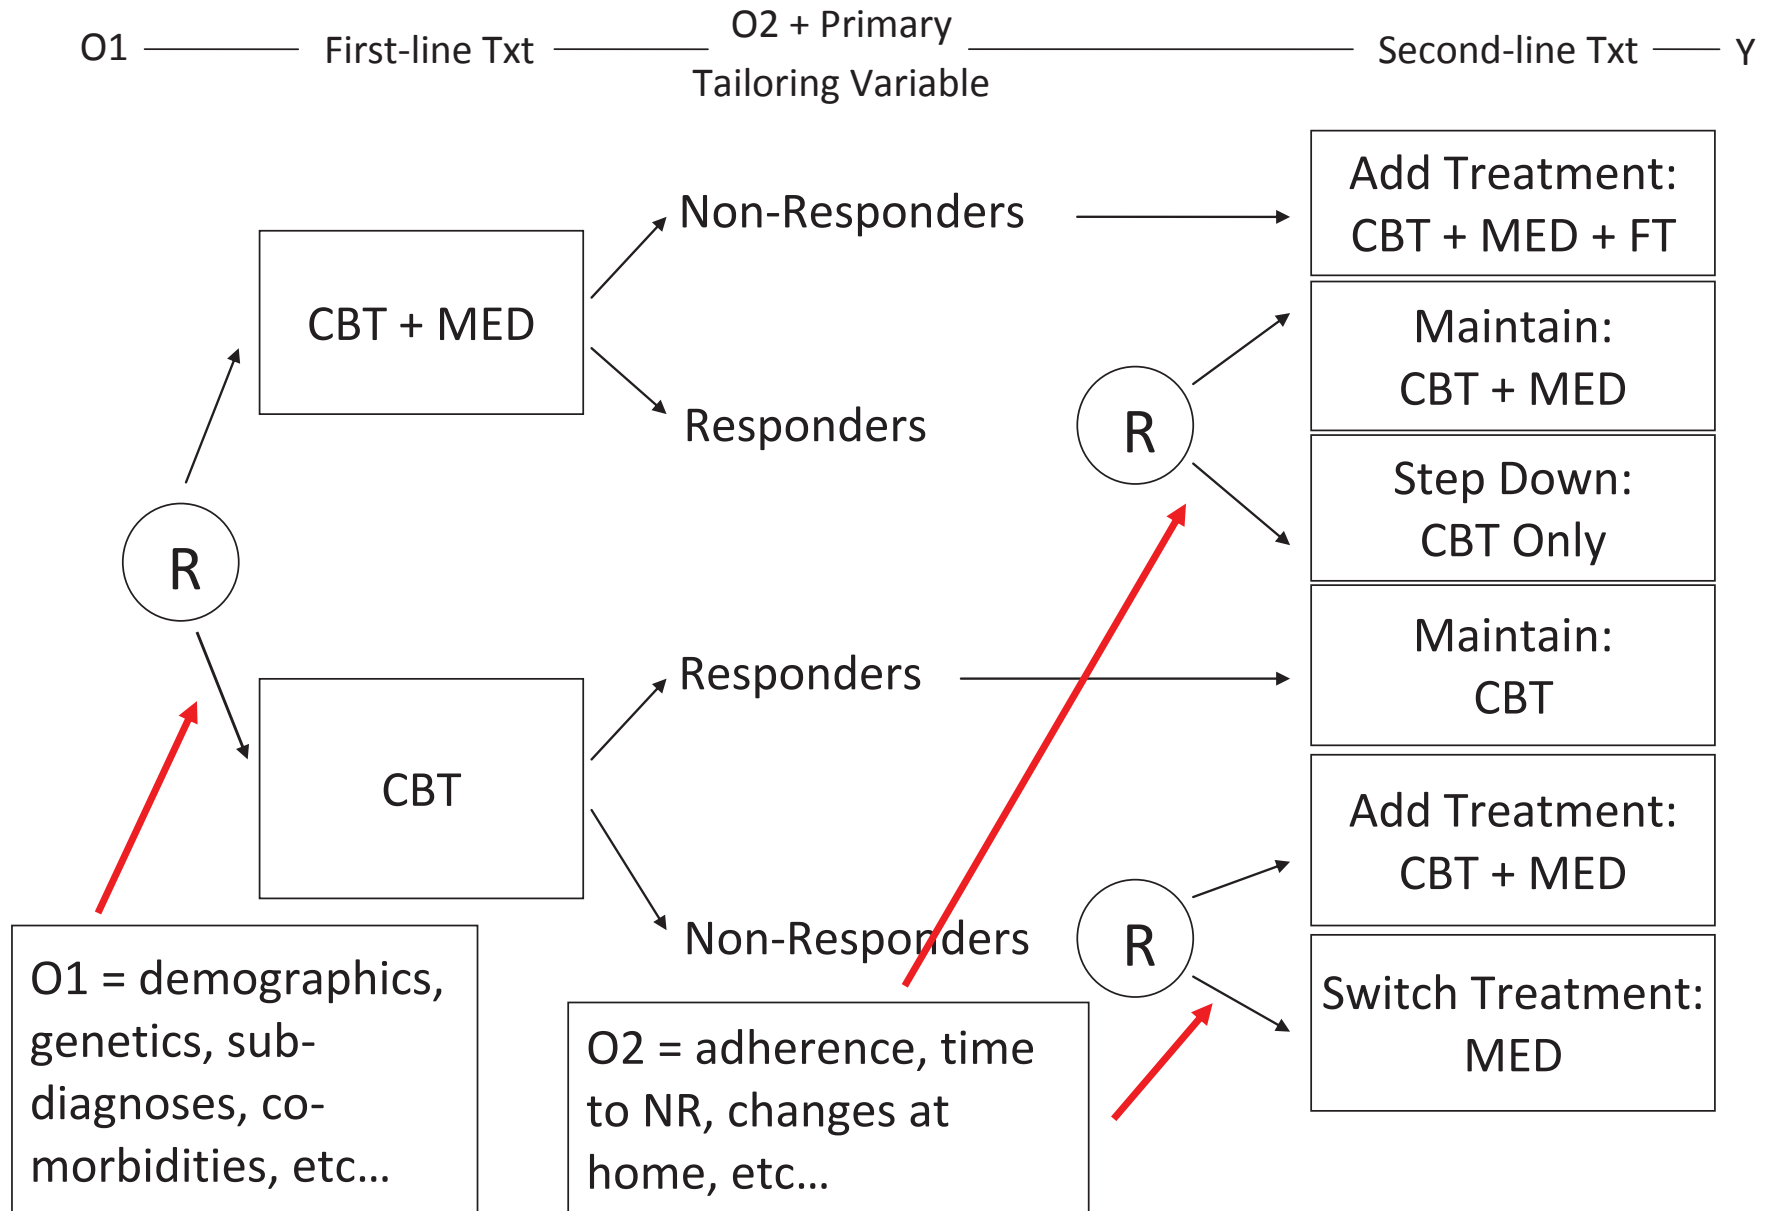 O1
First-line Txt
O2 + Primary
Tailoring Variable
Second-line Txt
Y
Non-Responders
Add Treatment:
CBT + MED + FT
CBT + MED
Maintain:
CBT + MED
Responders
R
Step Down:
CBT Only
R
Responders
Maintain:
CBT
CBT
Add Treatment:
CBT + MED
Non-Responders
R
Switch Treatment:
MED
O1 = demographics,
genetics, sub-
diagnoses, co-
morbidities, etc...
O2 = adherence, time
to NR, changes at
home, etc...